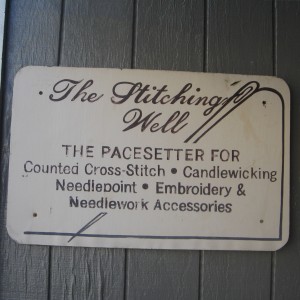 The Stitching
Well
THE PACESETTER FOR
Counted Cross-Stitch • Candlewicking
Needlepoint • Embroidery &
Needlework Accessories